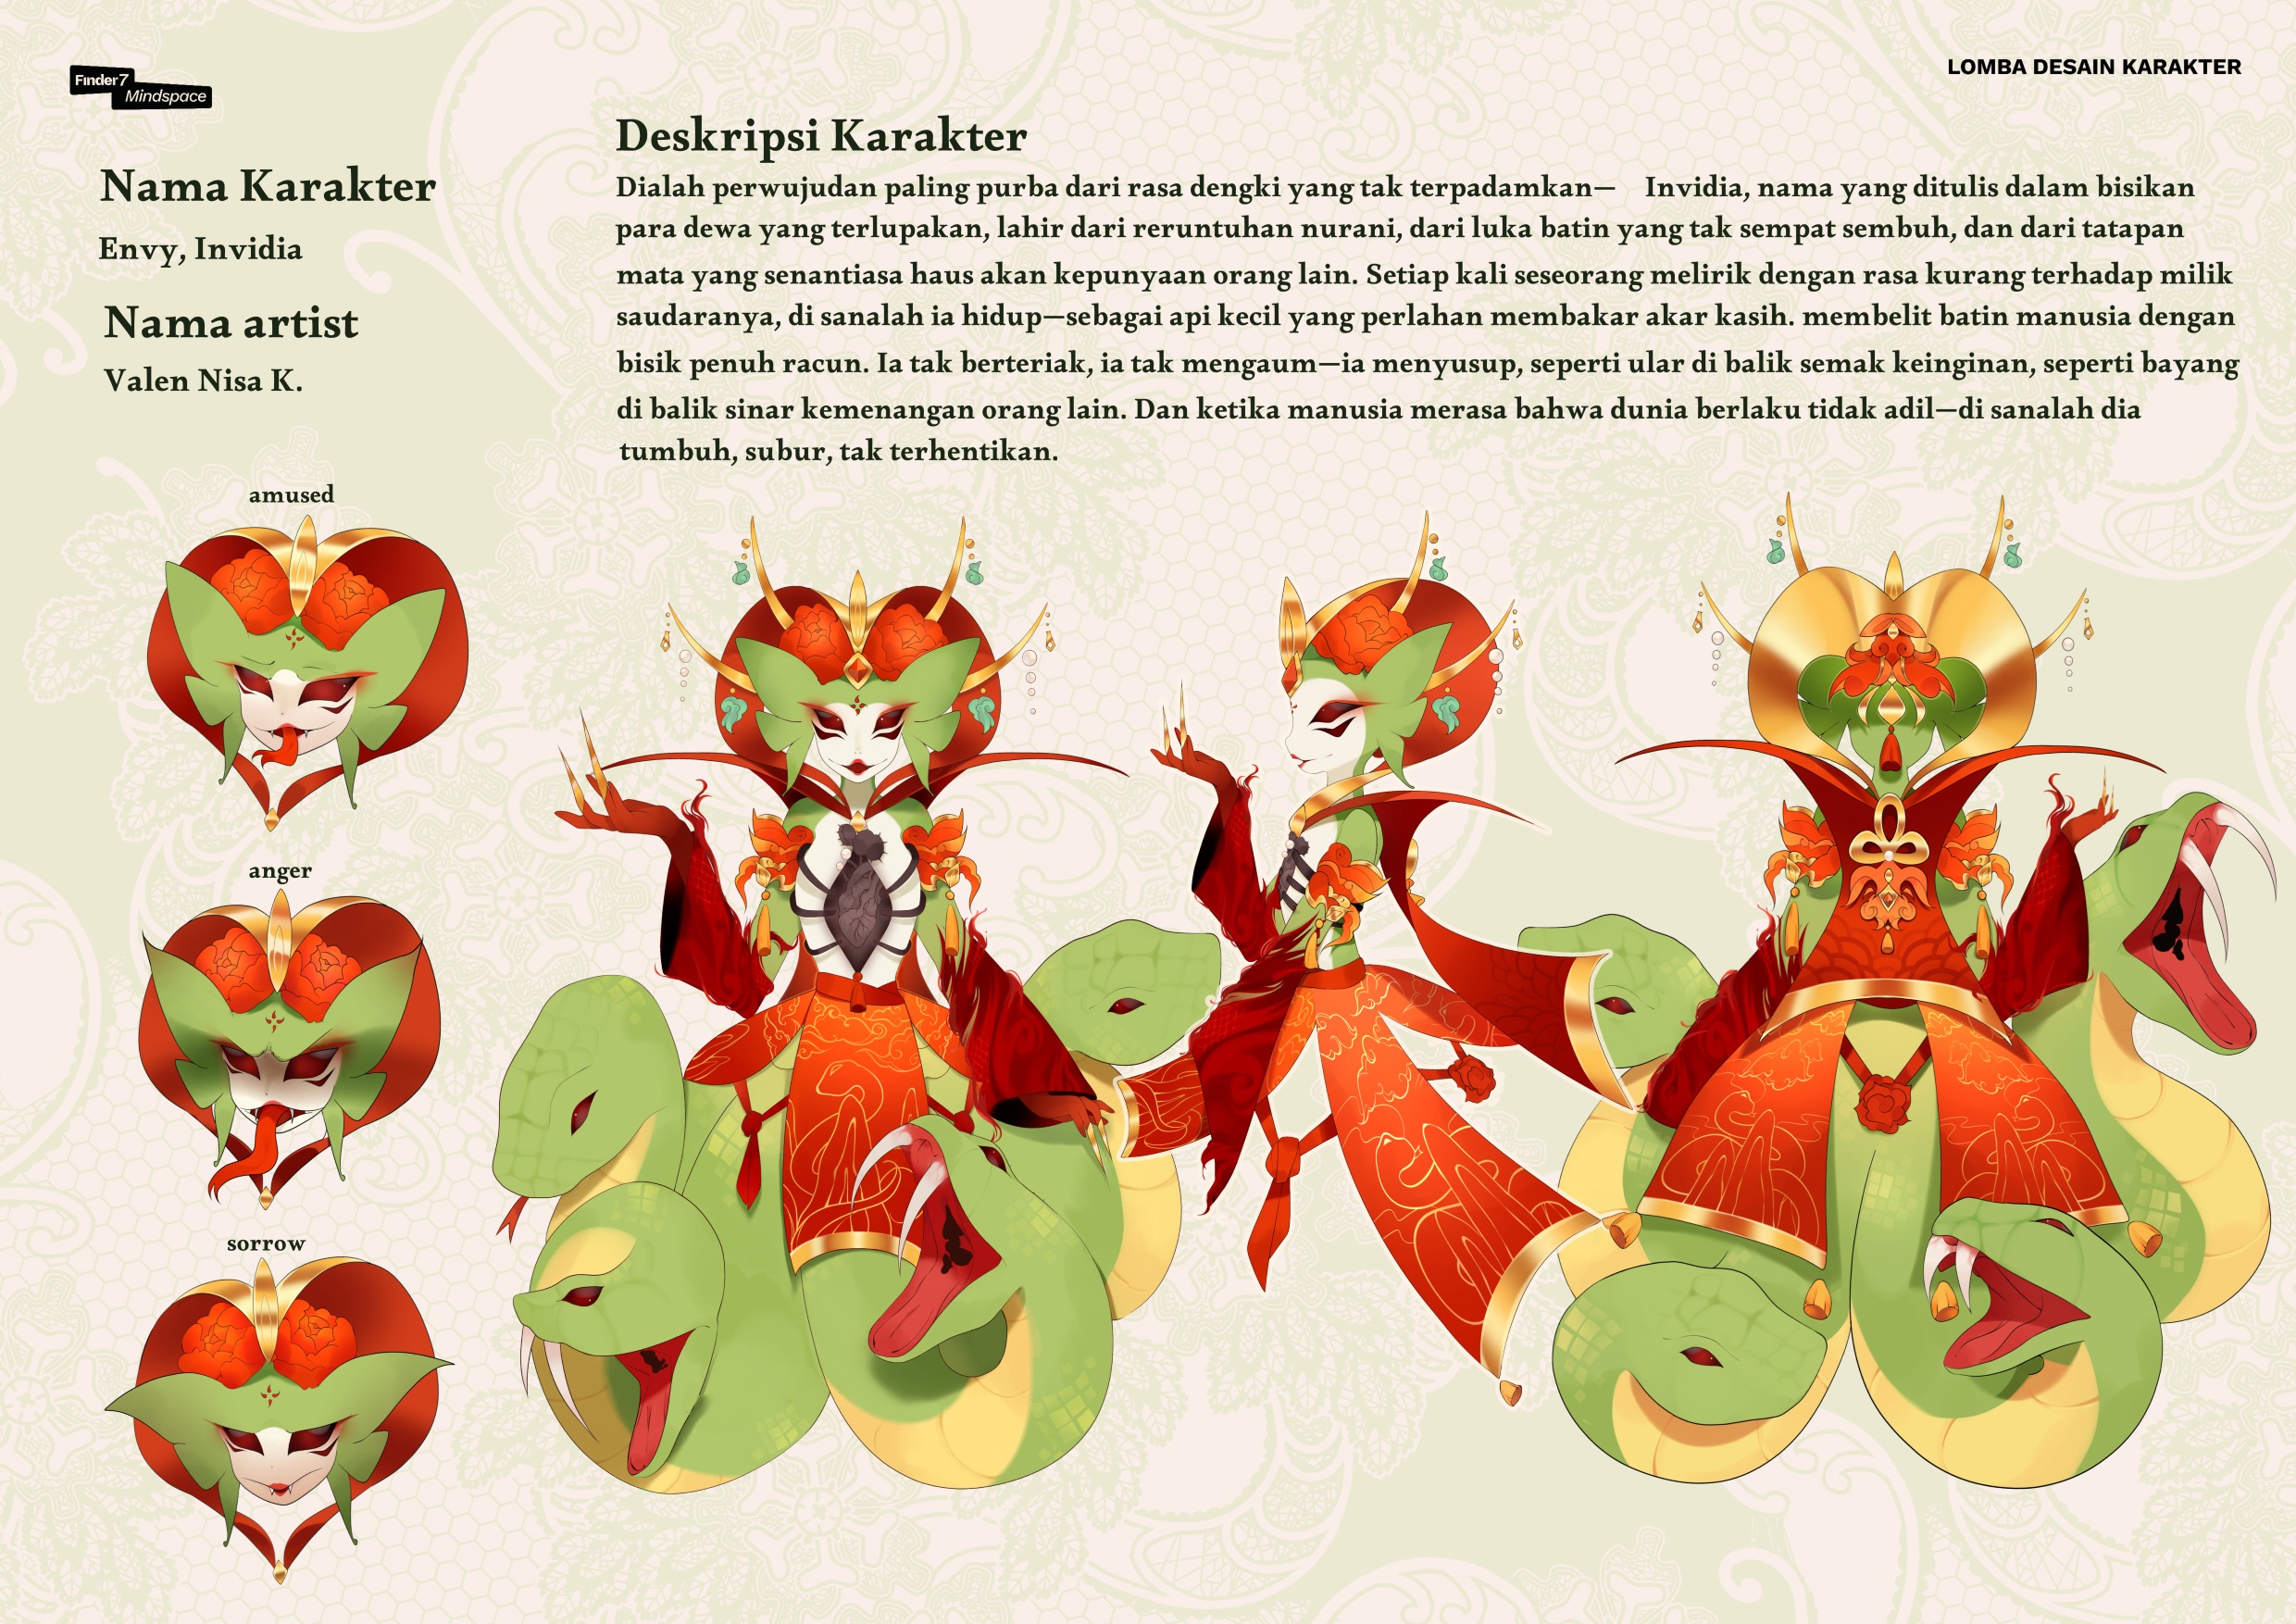 Finder7
Mindspace
LOMBA DESAIN KARAKTER
Nama Karakter
Envy, Invidia
Nama artist
Valen Nisa K.
Deskripsi Karakter
Dialah perwujudan paling purba dari rasa dengki yang tak terpadamkan— Invidia, nama yang ditulis dalam bisikan
para dewa yang terlupakan, lahir dari reruntuhan nurani, dari luka batin yang tak sempat sembuh, dan dari tatapan
mata yang senantiasa haus akan kepunyaan orang lain. Setiap kali seseorang melirik dengan rasa kurang terhadap milik
saudaranya, di sanalah ia hidup—sebagai api kecil yang perlahan membakar akar kasih. membelit batin manusia dengan
bisik penuh racun. Ia tak berteriak, ia tak mengaum—ia menyusup, seperti ular di balik semak keinginan, seperti bayang
di balik sinar kemenangan orang lain. Dan ketika manusia merasa bahwa dunia berlaku tidak adil—di sanalah dia
tumbuh, subur, tak terhentikan.
amused
anger
sorrow